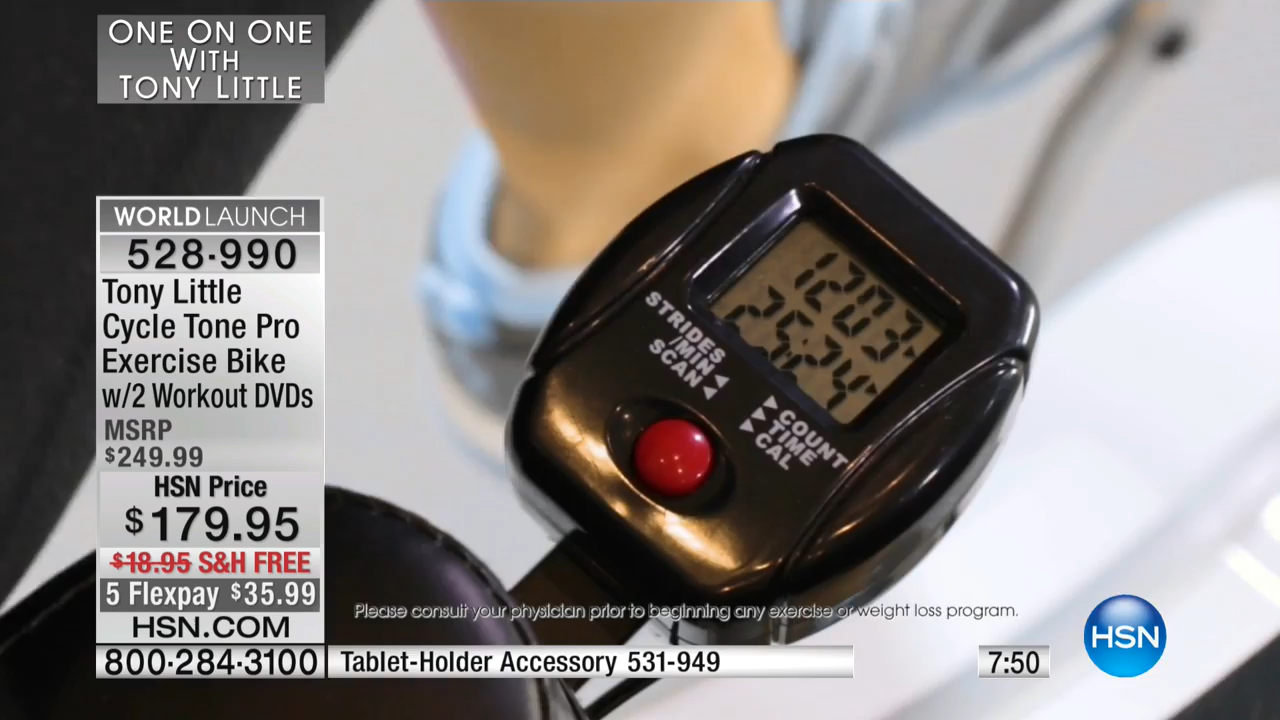 ONE ON ONE
WITH
TONY LITTLE
WORLD LAUNCH
528·990
Tony Little
Cycle Tone Pro
Exercise Bike
w/2 Workout DVDs
MSRP
$249.99
HSN Price
$179.95
$18.95 S&H FREE
5 Flexpay $35.99
HSN.COM
800·284·3100
1203
25:24
STRIDES
/MIN
SCAN
COUNT
TIME
CAL
Please consult your physician prior to beginning any exercise or weight loss program.
Tablet-Holder Accessory 531-949
7:50
HSN